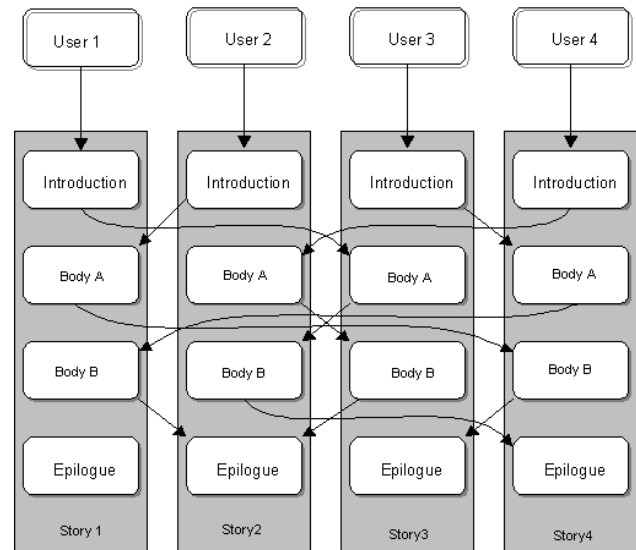 User 1
User 2
User 3
User 4
Introduction
Introduction
Introduction
Introduction
Body A
Body A
Body A
Body A
Body B
Body B
Body B
Body B
Epilogue
Epilogue
Epilogue
Epilogue
Story 1
Story2
Story3
Story4